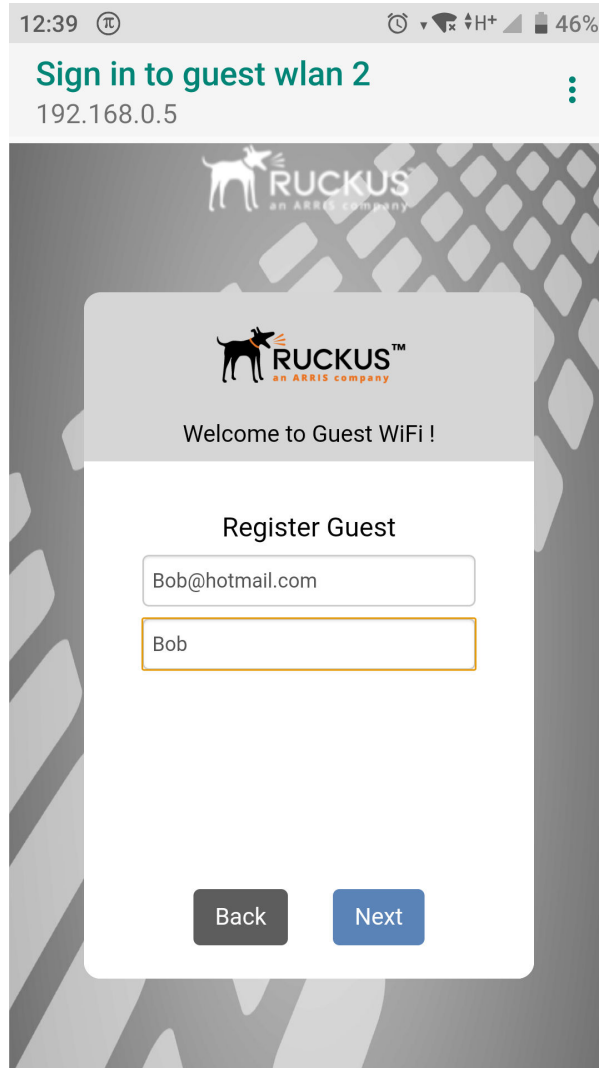 12:39 π H+ 46%
Sign in to guest wlan 2
192.168.0.5
RUCKUS
an ARRIS company
RUCKUS™
an ARRIS company
Welcome to Guest WiFi !
Register Guest
Bob@hotmail.com
Bob
Back Next